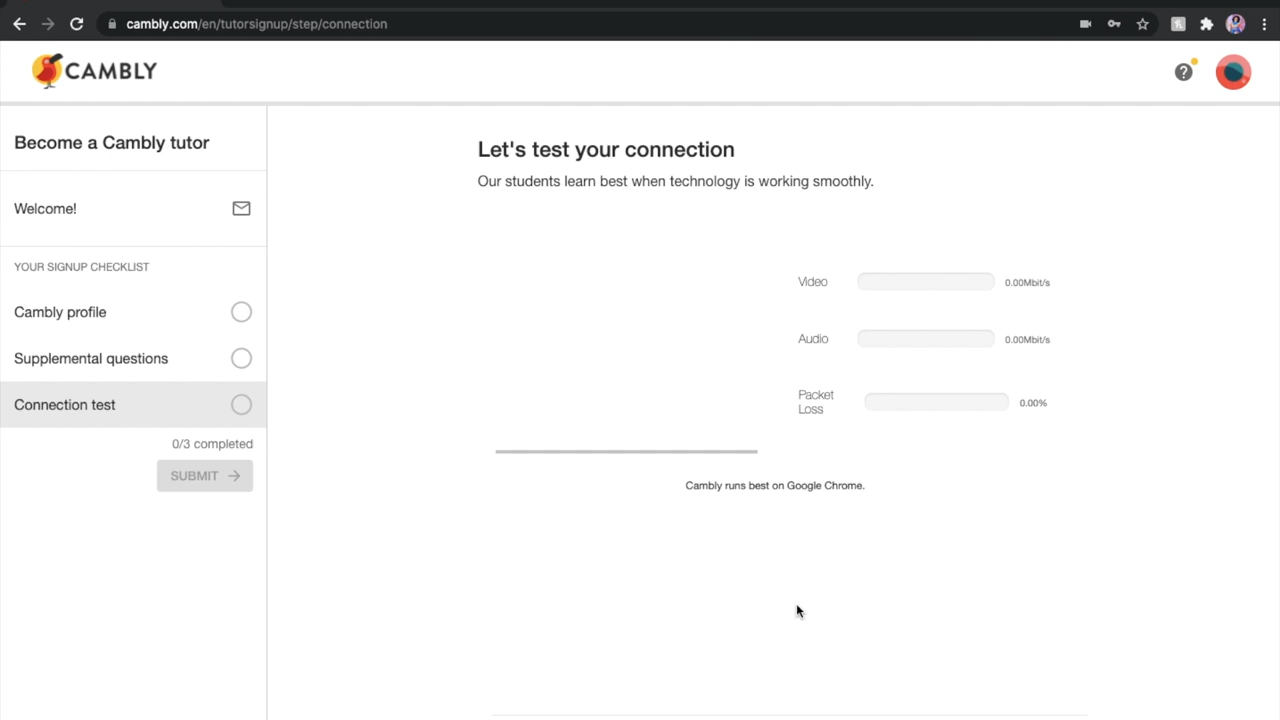 cambly.com/en/tutorsignup/step/connection
CAMBLY
Become a Cambly tutor
Welcome!
YOUR SIGNUP CHECKLIST
Cambly profile
Supplemental questions
Connection test
0/3 completed
SUBMIT
Let's test your connection
Our students learn best when technology is working smoothly.
Video 0.00Mbit/s
Audio 0.00Mbit/s
Packet
Loss 0.00%
Cambly runs best on Google Chrome.